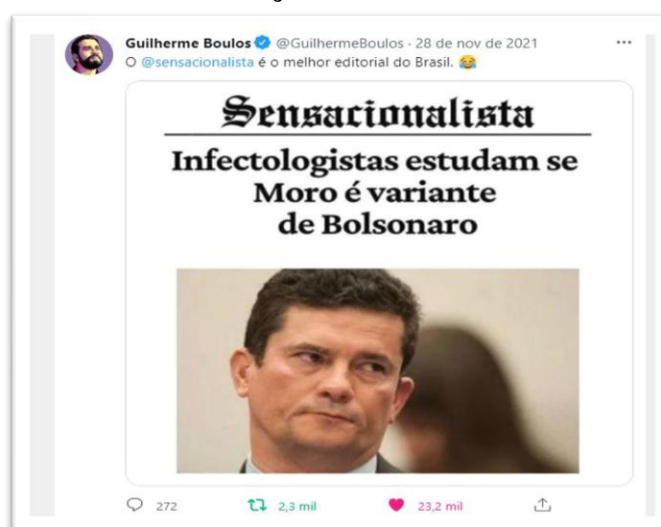 Guilherme Boulos @GuilhermeBoulos · 28 de nov de 2021
O @sensacionalista é o melhor editorial do Brasil. 😂
Sensacionalista
Infectologistas estudam se
Moro é variante
de Bolsonaro
272 2,3 mil 23,2 mil